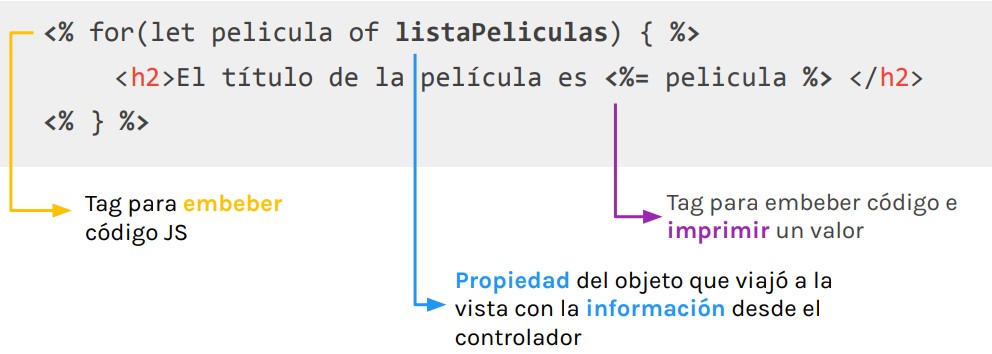 <% for(let pelicula of listaPeliculas) { %>
<h2>El título de la película es <%= pelicula %> </h2>
<% } %>
Tag para embeber
código JS
Tag para embeber código e
imprimir un valor
Propiedad del objeto que viajó a la
vista con la información desde el
controlador